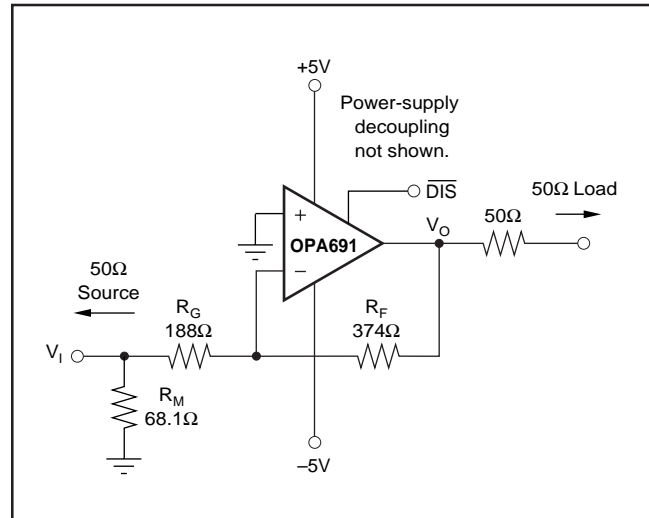 +5V
Power-supply
decoupling
not shown.
DIS
50Ω Load
+
OPA691
−
V_O
50Ω
50Ω
Source
R_G
188Ω
R_F
374Ω
V_I
R_M
68.1Ω
–5V